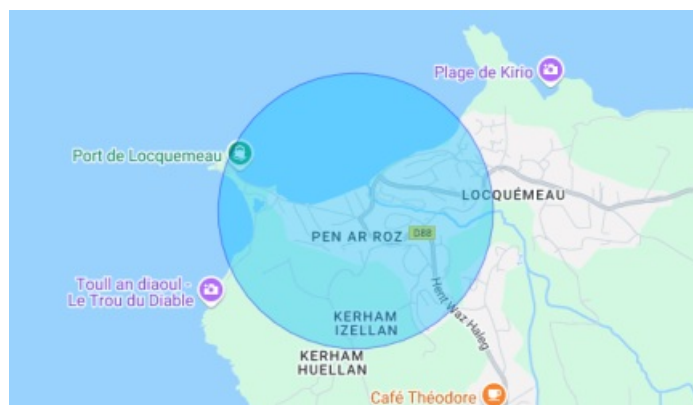 Plage de Kirio
Port de Locquemeau
LOCQUÉMEAU
PEN AR ROZ
D88
Toull an diaoul -
Le Trou du Diable
KERHAM
IZELLAN
Hent Waz Haleg
KERHAM
HUELLAN
Café Théodore